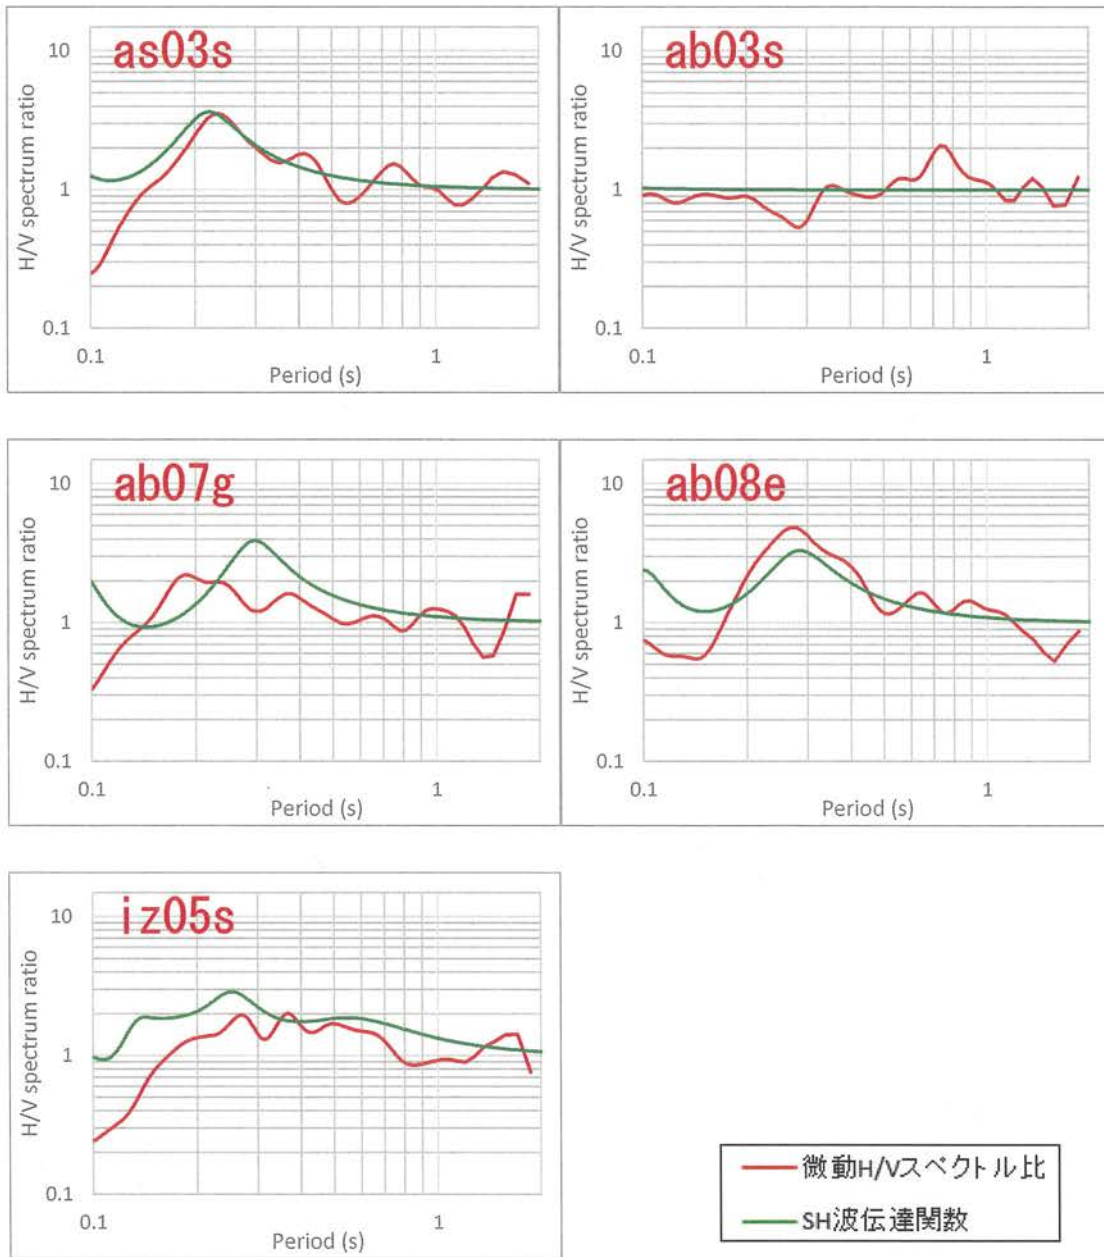 as03s
H/V spectrum ratio
10
1
0.1
0.1
1
Period (s)
ab03s
H/V spectrum ratio
10
1
0.1
0.1
1
Period (s)
ab07g
H/V spectrum ratio
10
1
0.1
0.1
1
Period (s)
ab08e
H/V spectrum ratio
10
1
0.1
0.1
1
Period (s)
iz05s
H/V spectrum ratio
10
1
0.1
0.1
1
Period (s)
微動H/Vスペクトル比
SH波伝達関数